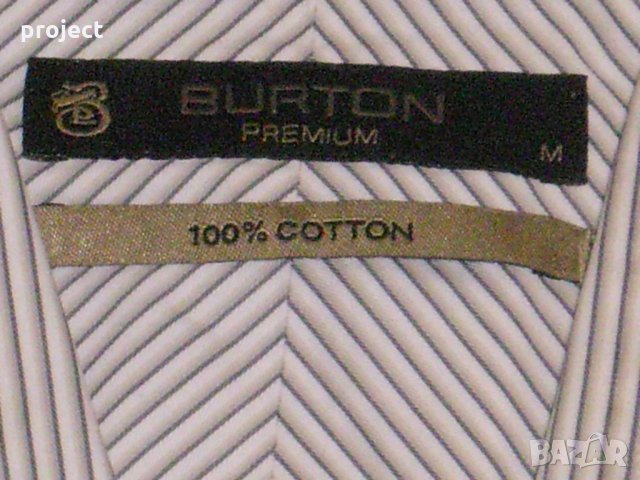 project
BURTON
PREMIUM
M
100% COTTON
BAZAR